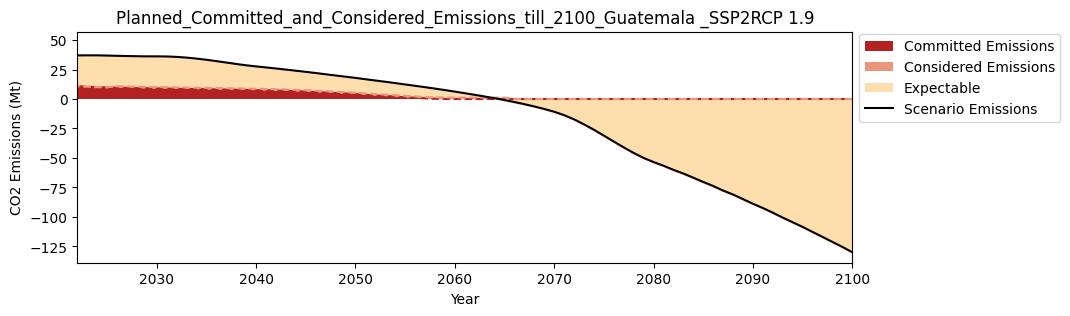 Planned_Committed_and_Considered_Emissions_till_2100_Guatemala _SSP2RCP 1.9
50
25
0
−25
−50
−75
−100
−125
CO2 Emissions (Mt)
2030 2040 2050 2060 2070 2080 2090 2100
Year
Committed Emissions
Considered Emissions
Expectable
Scenario Emissions